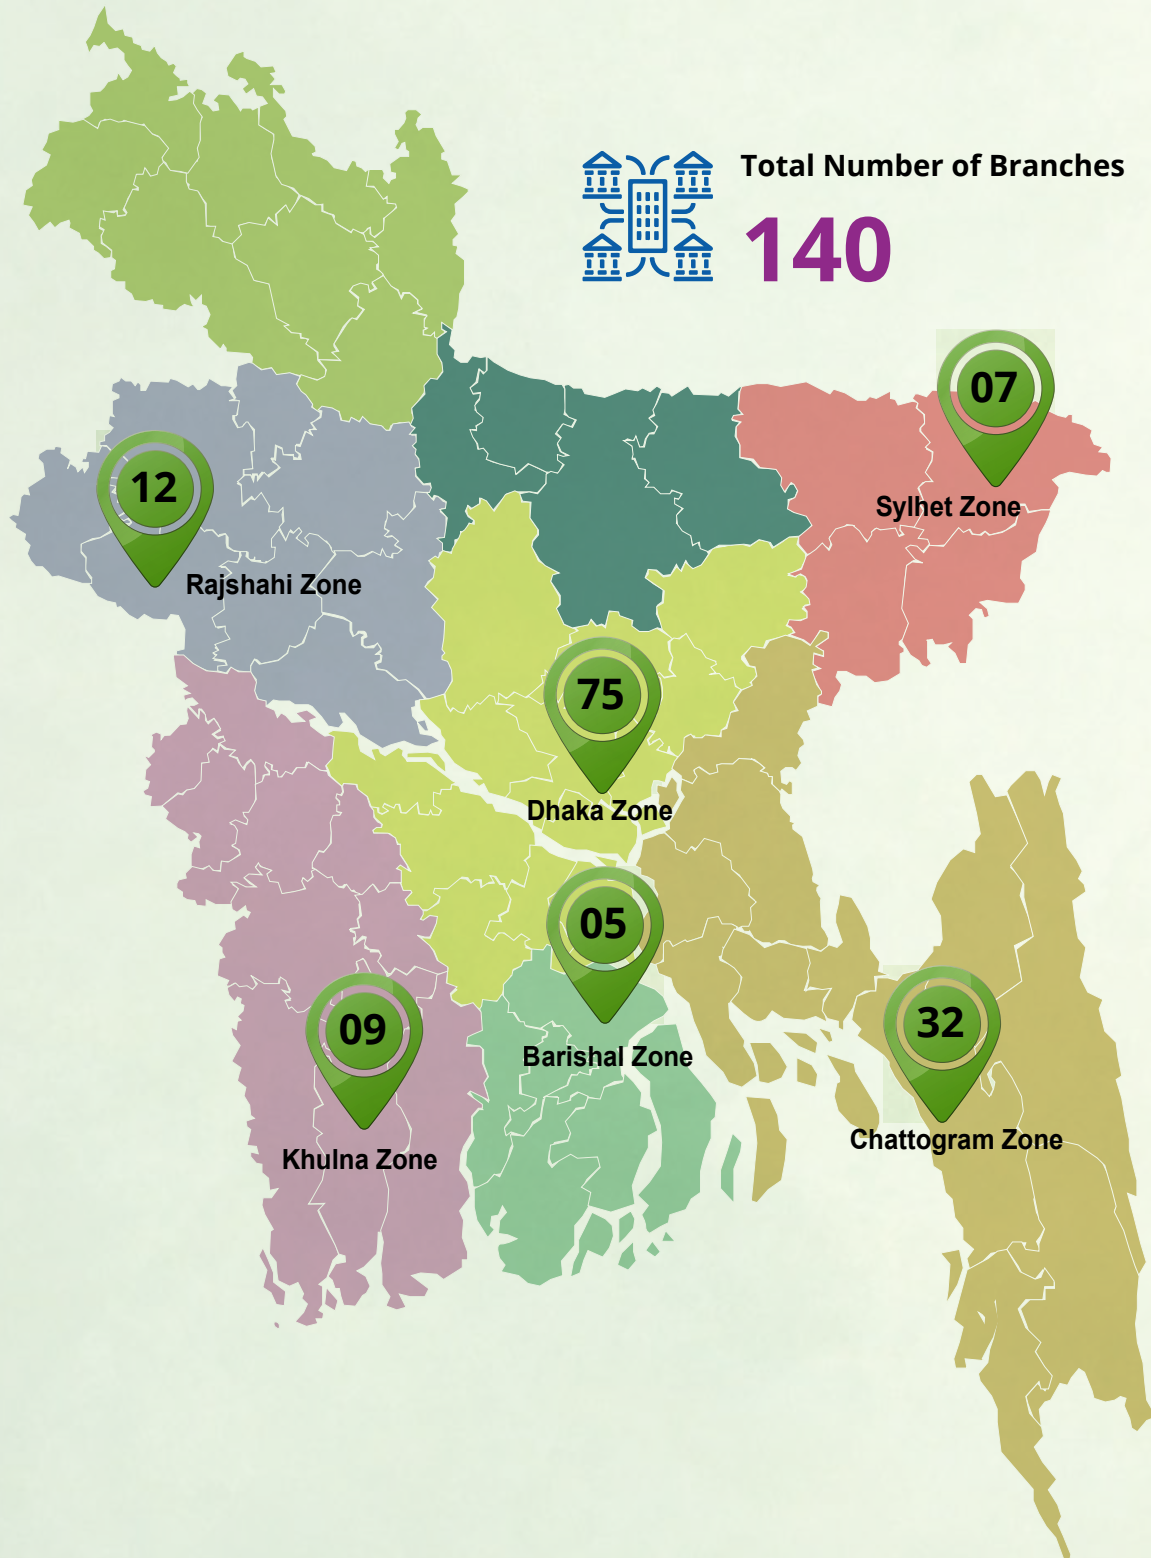 Total Number of Branches
140
07
Sylhet Zone
12
Rajshahi Zone
75
Dhaka Zone
05
Barishal Zone
09
Khulna Zone
32
Chattogram Zone